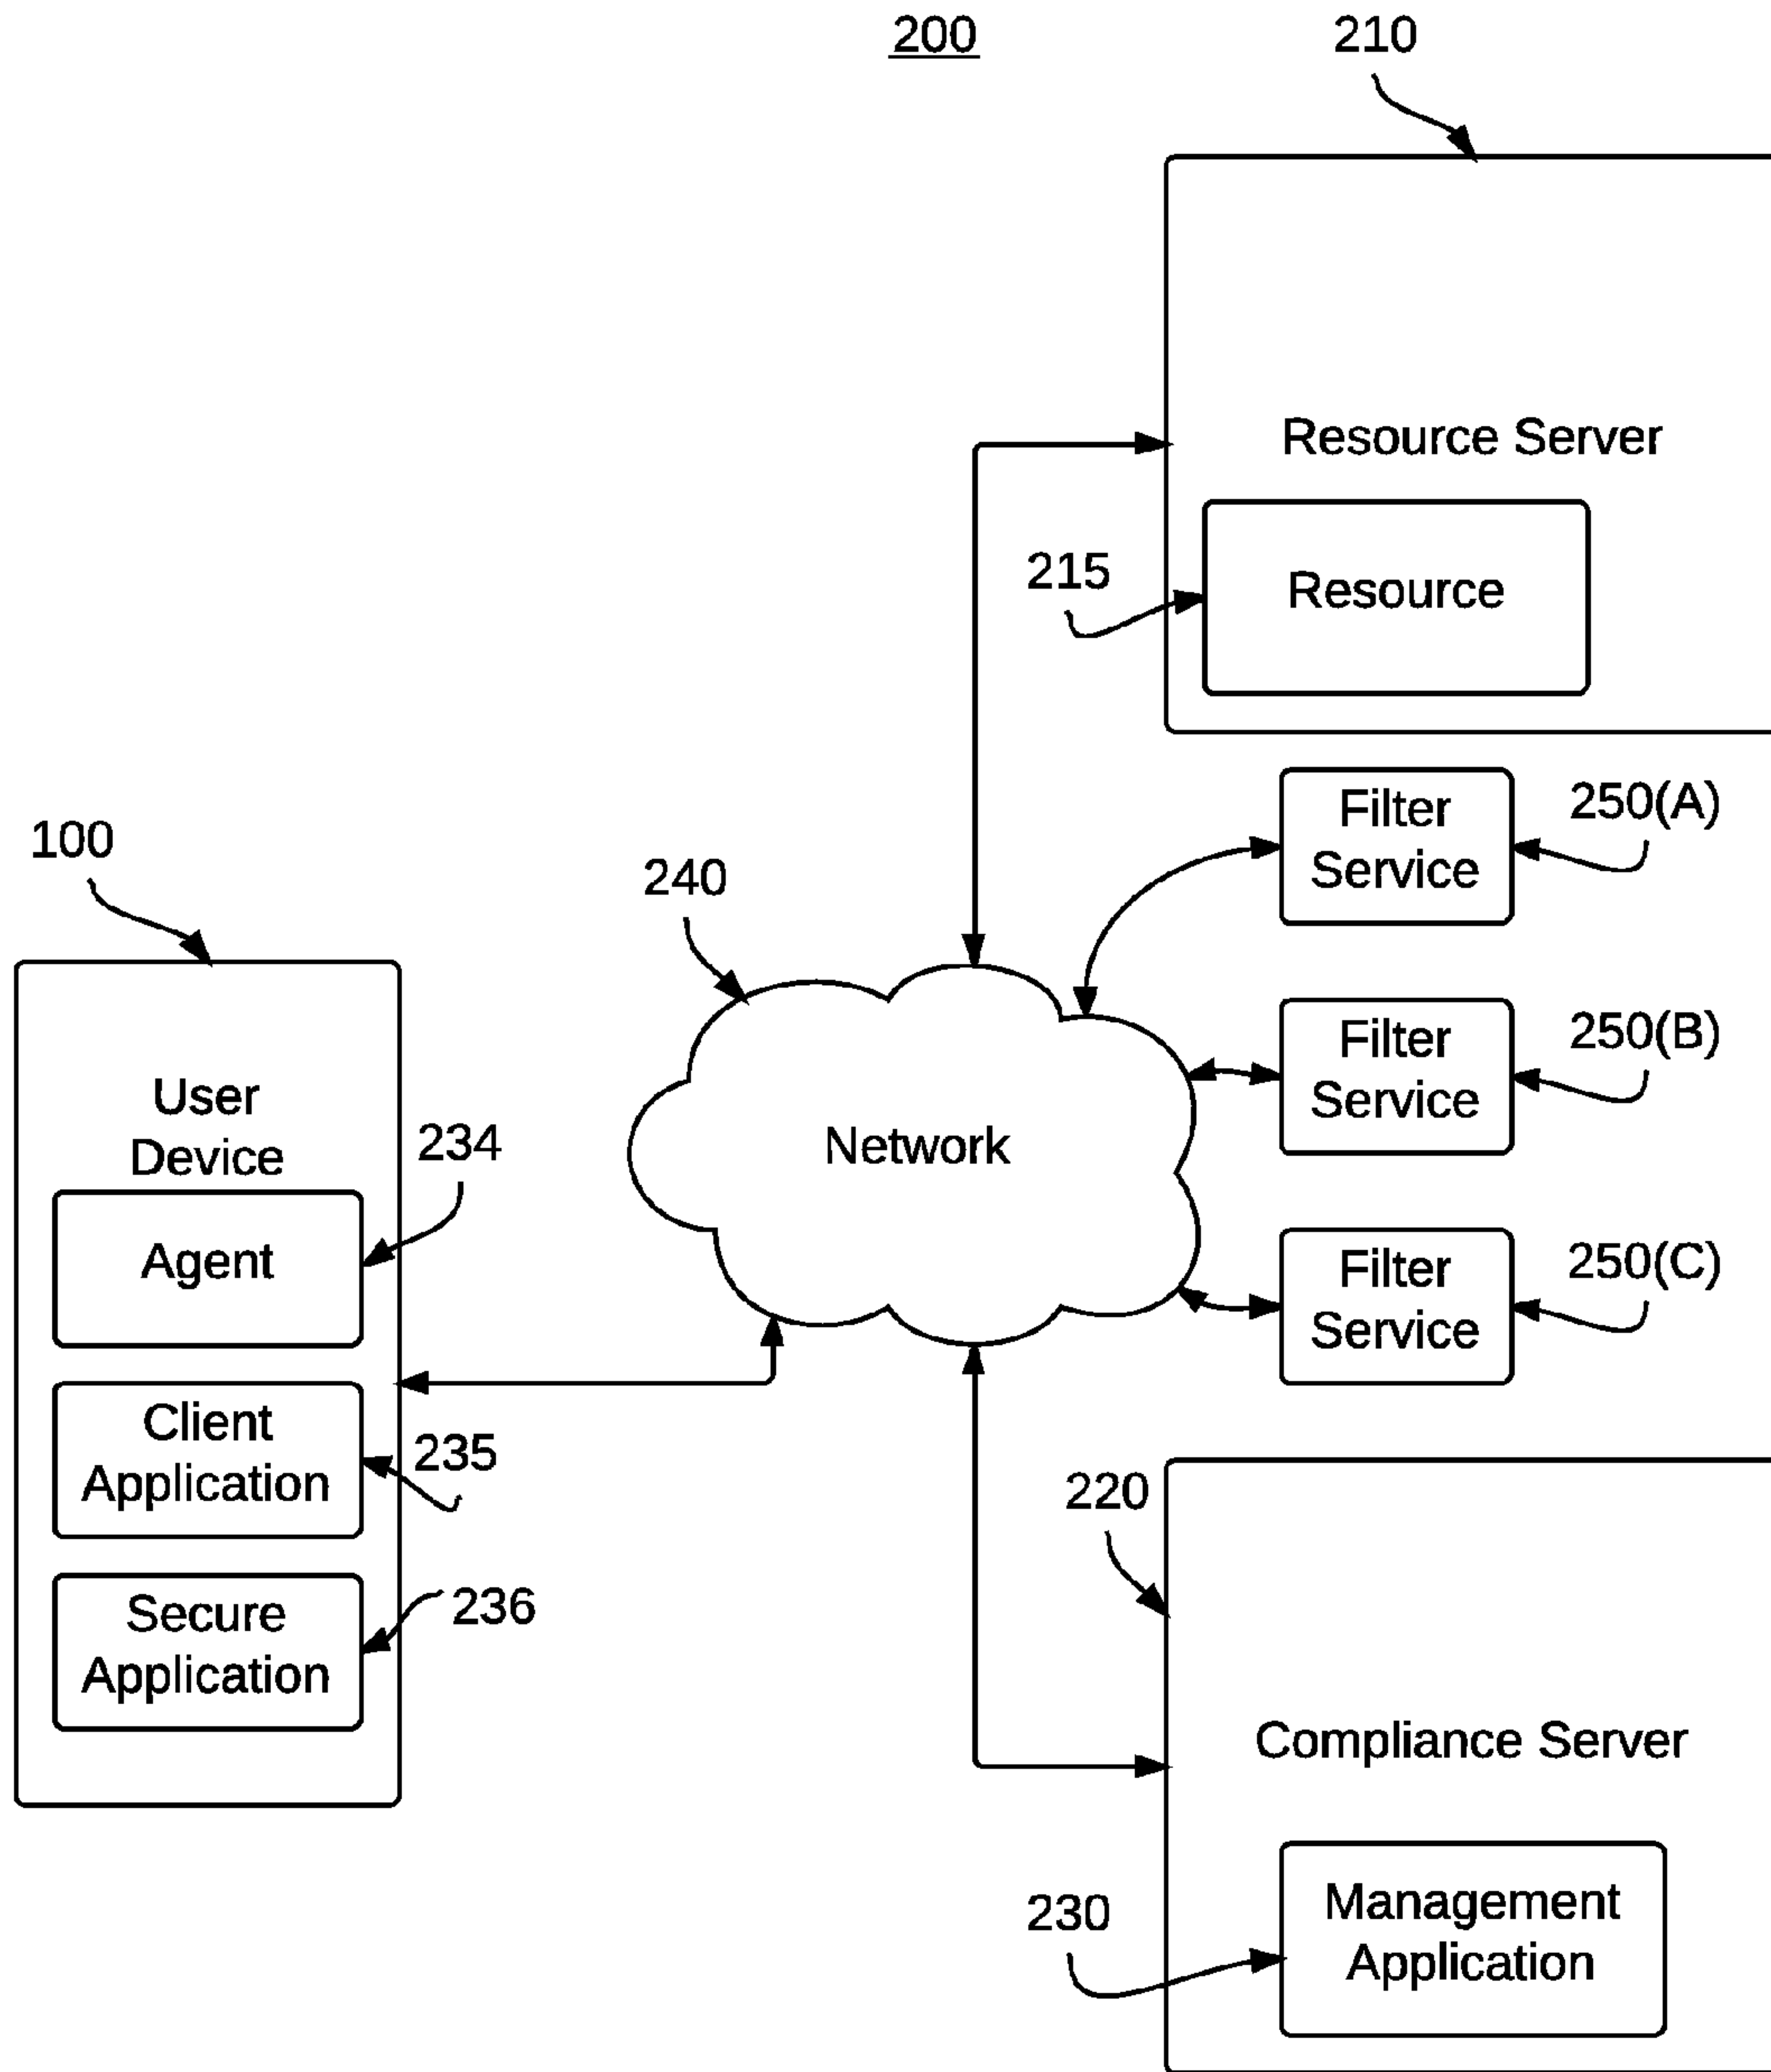 200
210
Resource Server
215
Resource
100
240
Filter
Service
250(A)
User
Device
234
Agent
Network
Filter
Service
250(B)
Filter
Service
250(C)
Client
Application
235
Secure
Application
236
220
Compliance Server
230
Management
Application